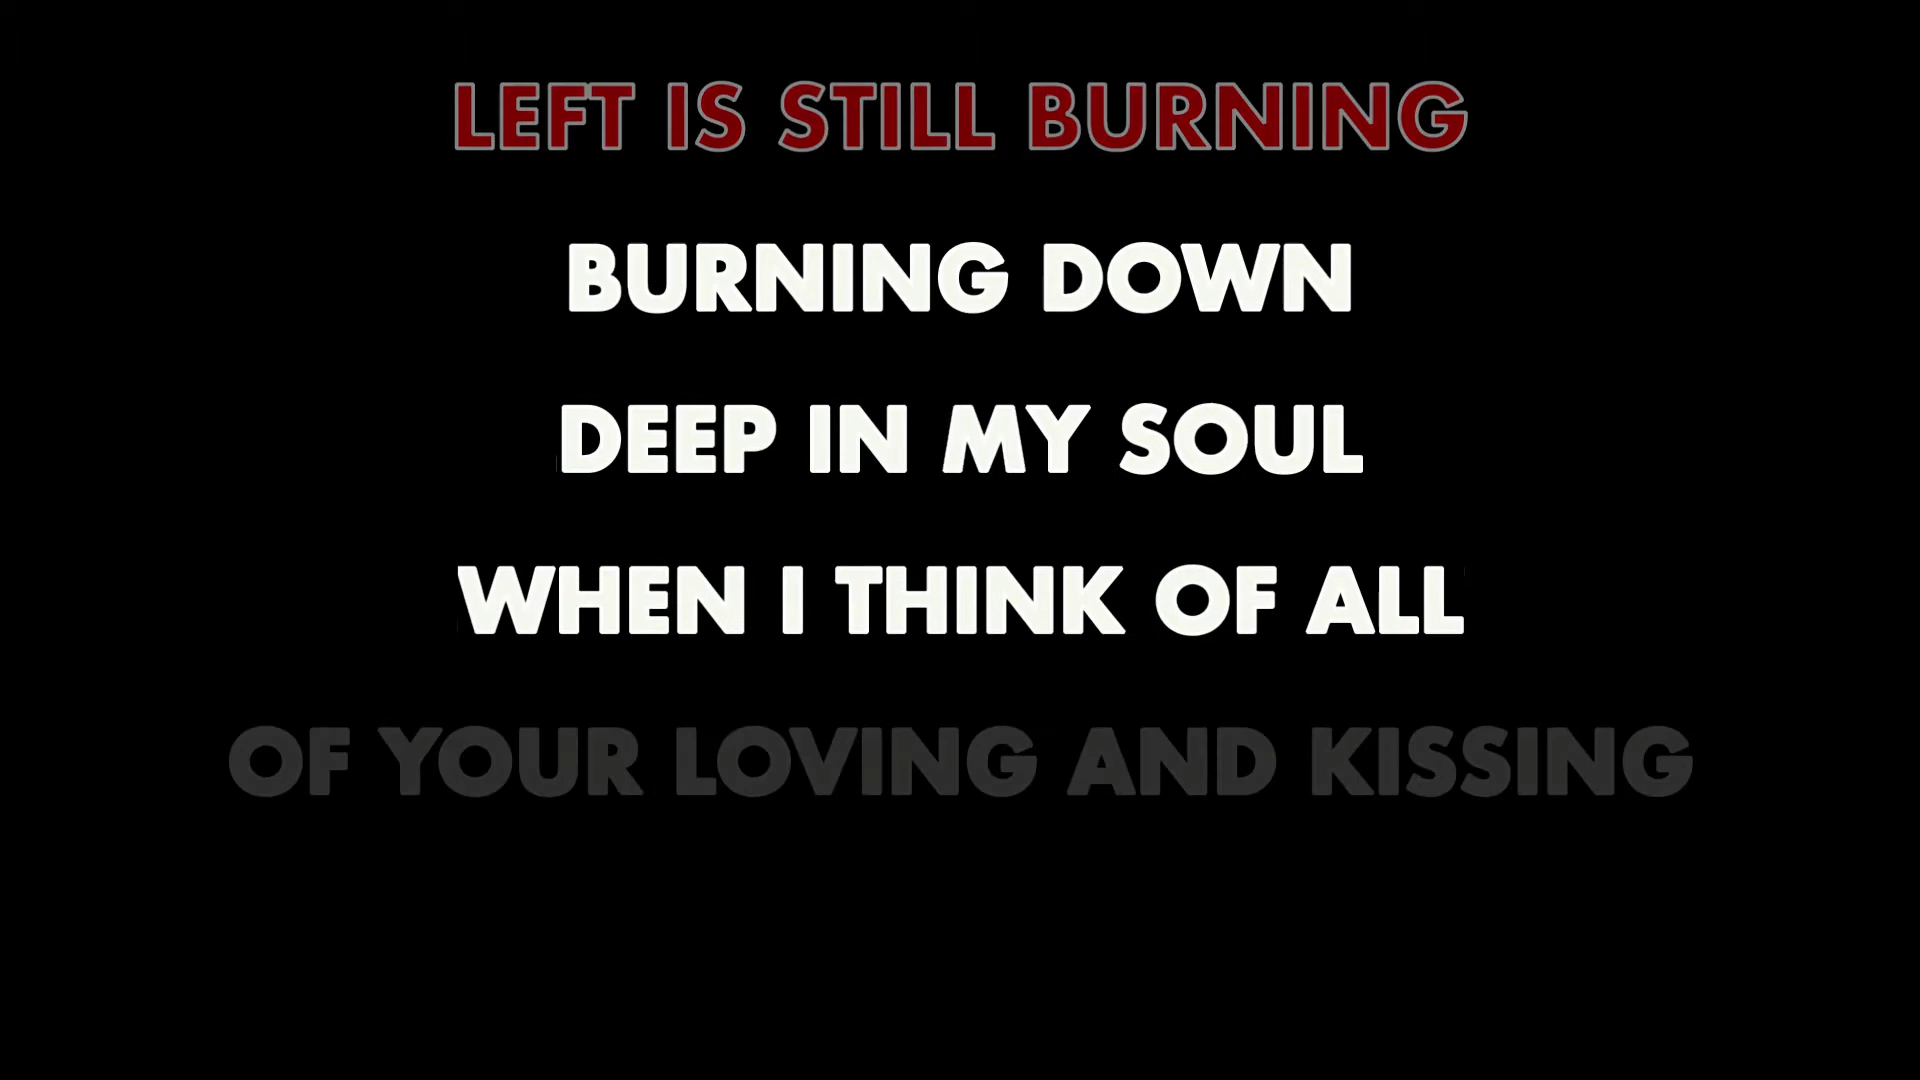 LEFT IS STILL BURNING
BURNING DOWN
DEEP IN MY SOUL
WHEN I THINK OF ALL
OF YOUR LOVING AND KISSING